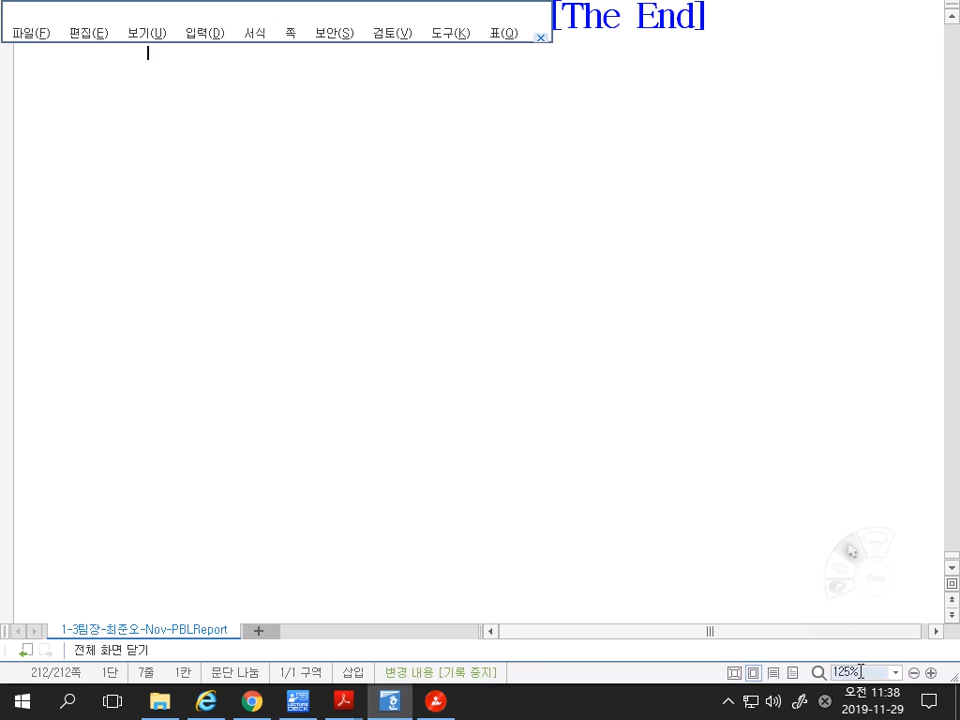 [The End]
파일(F) 편집(E) 보기(U) 입력(D) 서식 쪽 보안(S) 검토(V) 도구(K) 표(Q)
1-3팀장-최준오-Nov-PBLReport
전체 화면 닫기
212/212쪽 1단 7줄 1칸 문단 나눔 1/1 구역 삽입 변경 내용 [기록 중지] 125%
LECTURE DECK
오전 11:38
2019-11-29